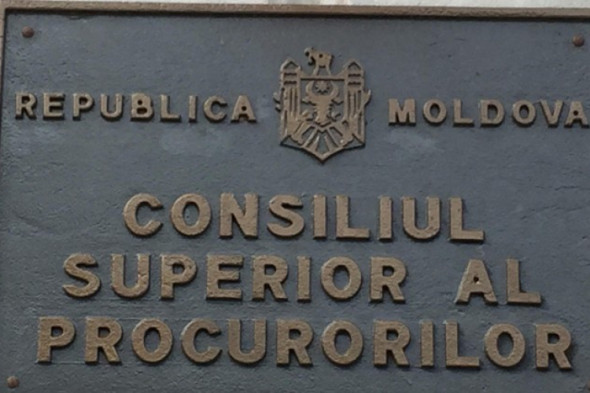 REPUBLICA MOLDOVA
CONSILIUL
SUPERIOR AL
PROCURORILOR